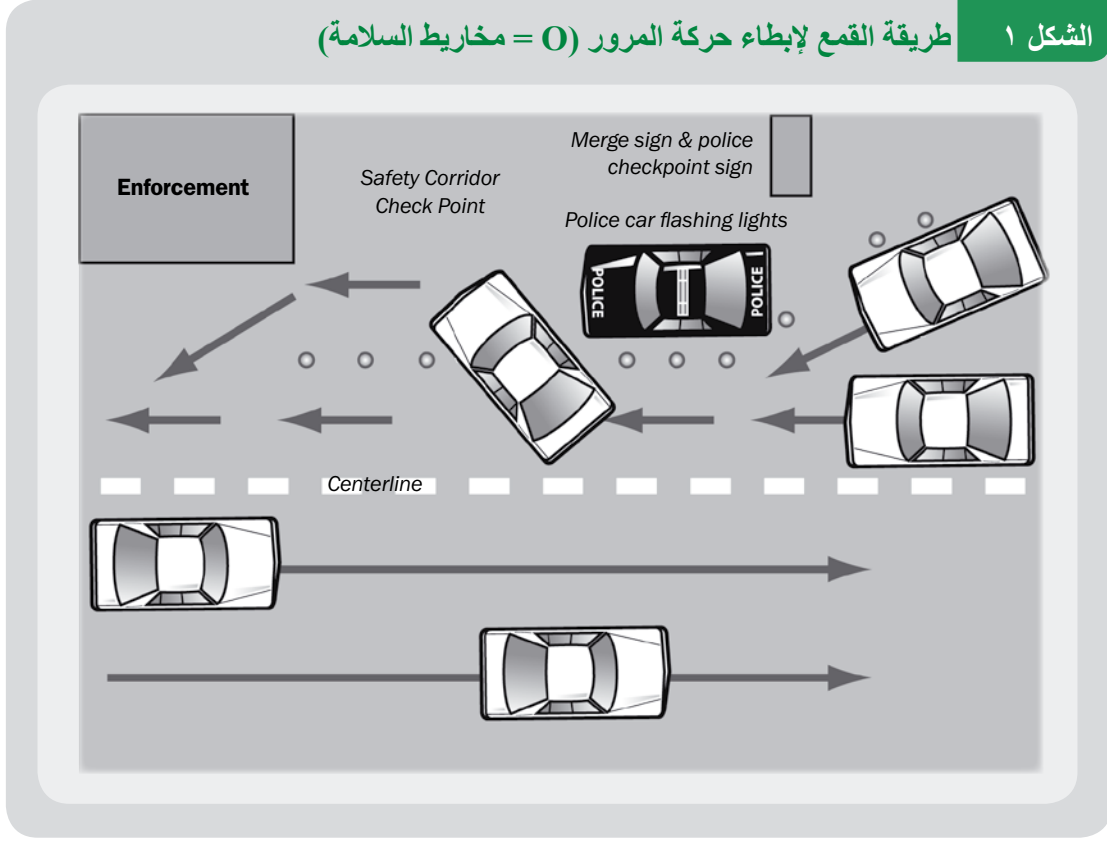 الشكل ١
طريقة القمع لإبطاء حركة المرور (O = مخاريط السلامة)
Merge sign & police
checkpoint sign
Enforcement
Safety Corridor
Check Point
Police car flashing lights
POLICE
POLICE
Centerline